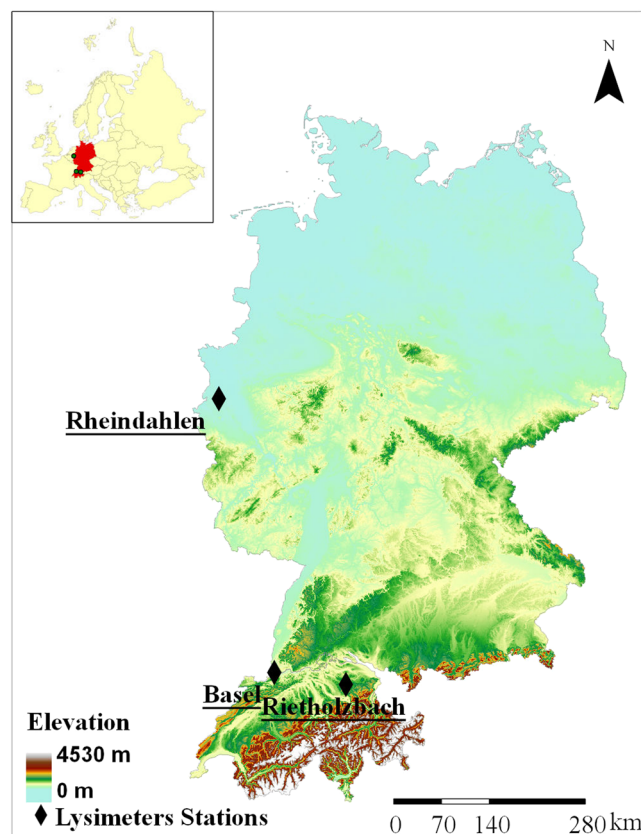 N
Rheindahlen
Basel
Rietholzbach
Elevation
4530 m
0 m
Lysimeters Stations
0 70 140 280 km